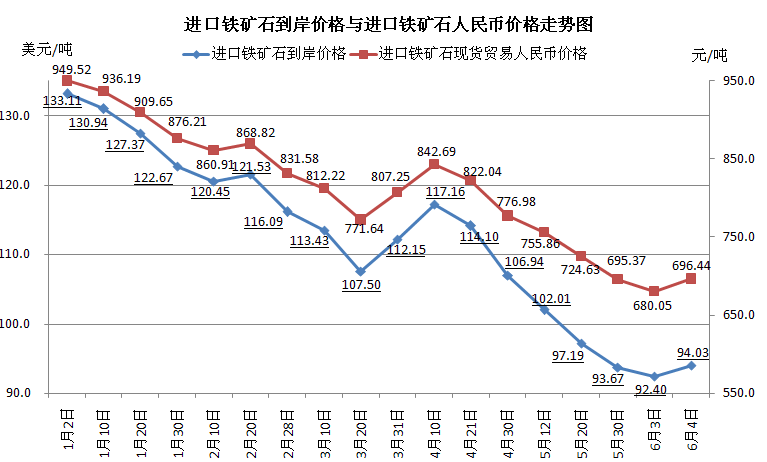 进口铁矿石到岸价格与进口铁矿石人民币价格走势图
美元/吨
进口铁矿石到岸价格
进口铁矿石现货贸易人民币价格
元/吨
949.52
936.19
909.65
876.21
860.91
868.82
831.58
812.22
771.64
807.25
842.69
822.04
776.98
755.86
724.63
695.37
680.05
696.44
133.11
130.94
127.37
122.67
120.45
121.53
116.09
113.43
107.50
112.15
117.16
114.10
106.94
102.01
97.19
93.67
92.40
94.03
130.0
120.0
110.0
100.0
90.0
950.0
850.0
750.0
650.0
550.0
1月2日
1月10日
1月20日
1月30日
2月10日
2月20日
2月28日
3月10日
3月20日
3月31日
4月10日
4月21日
4月30日
5月12日
5月20日
5月30日
6月3日
6月4日